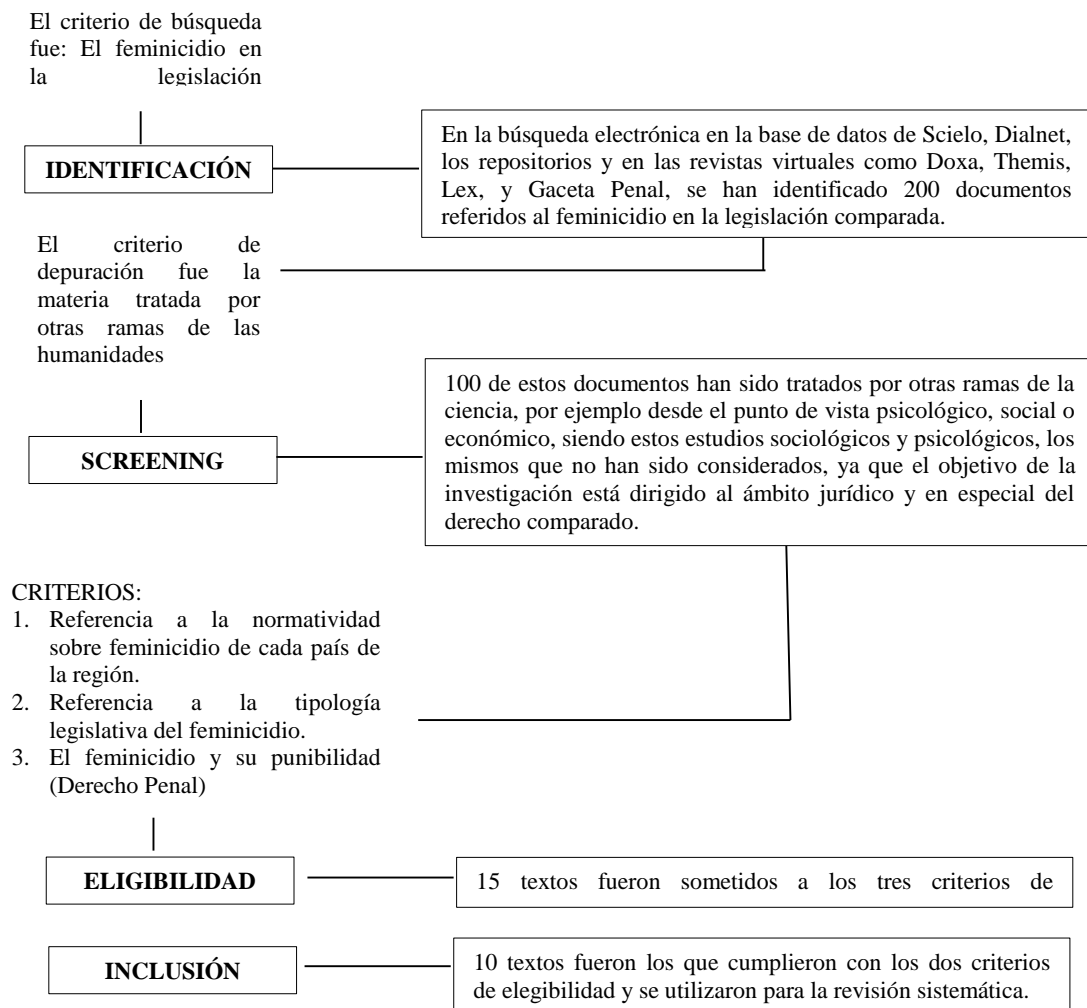 El criterio de búsqueda
fue: El feminicidio en
la legislación
IDENTIFICACIÓN
En la búsqueda electrónica en la base de datos de Scielo, Dialnet,
los repositorios y en las revistas virtuales como Doxa, Themis,
Lex, y Gaceta Penal, se han identificado 200 documentos
referidos al feminicidio en la legislación comparada.
El criterio de
depuración fue la
materia tratada por
otras ramas de las
humanidades
SCREENING
100 de estos documentos han sido tratados por otras ramas de la
ciencia, por ejemplo desde el punto de vista psicológico, social o
económico, siendo estos estudios sociológicos y psicológicos, los
mismos que no han sido considerados, ya que el objetivo de la
investigación está dirigido al ámbito jurídico y en especial del
derecho comparado.
CRITERIOS:
1. Referencia a la normatividad
sobre feminicidio de cada país de
la región.
2. Referencia a la tipología
legislativa del feminicidio.
3. El feminicidio y su punibilidad
(Derecho Penal)
ELIGIBILIDAD
15 textos fueron sometidos a los tres criterios de
INCLUSIÓN
10 textos fueron los que cumplieron con los dos criterios
de elegibilidad y se utilizaron para la revisión sistemática.